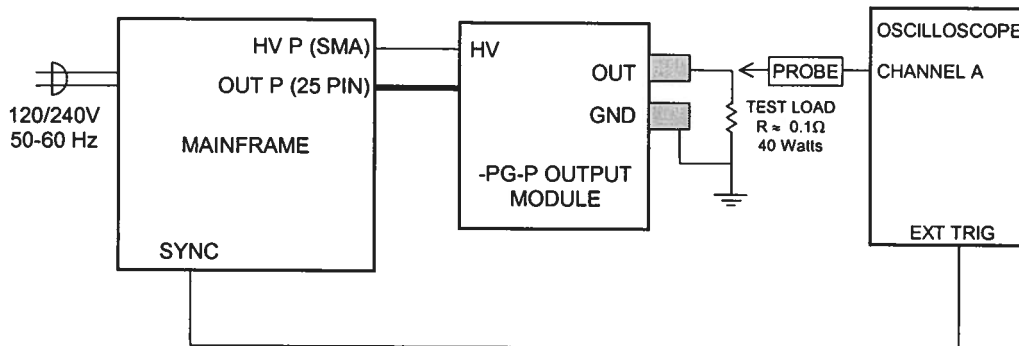 120/240V
50-60 Hz
HV P (SMA)
OUT P (25 PIN)
MAINFRAME
SYNC
HV
OUT
GND
-PG-P OUTPUT
MODULE
TEST LOAD
R ≈ 0.1Ω
40 Watts
PROBE
OSCILLOSCOPE
CHANNEL A
EXT TRIG